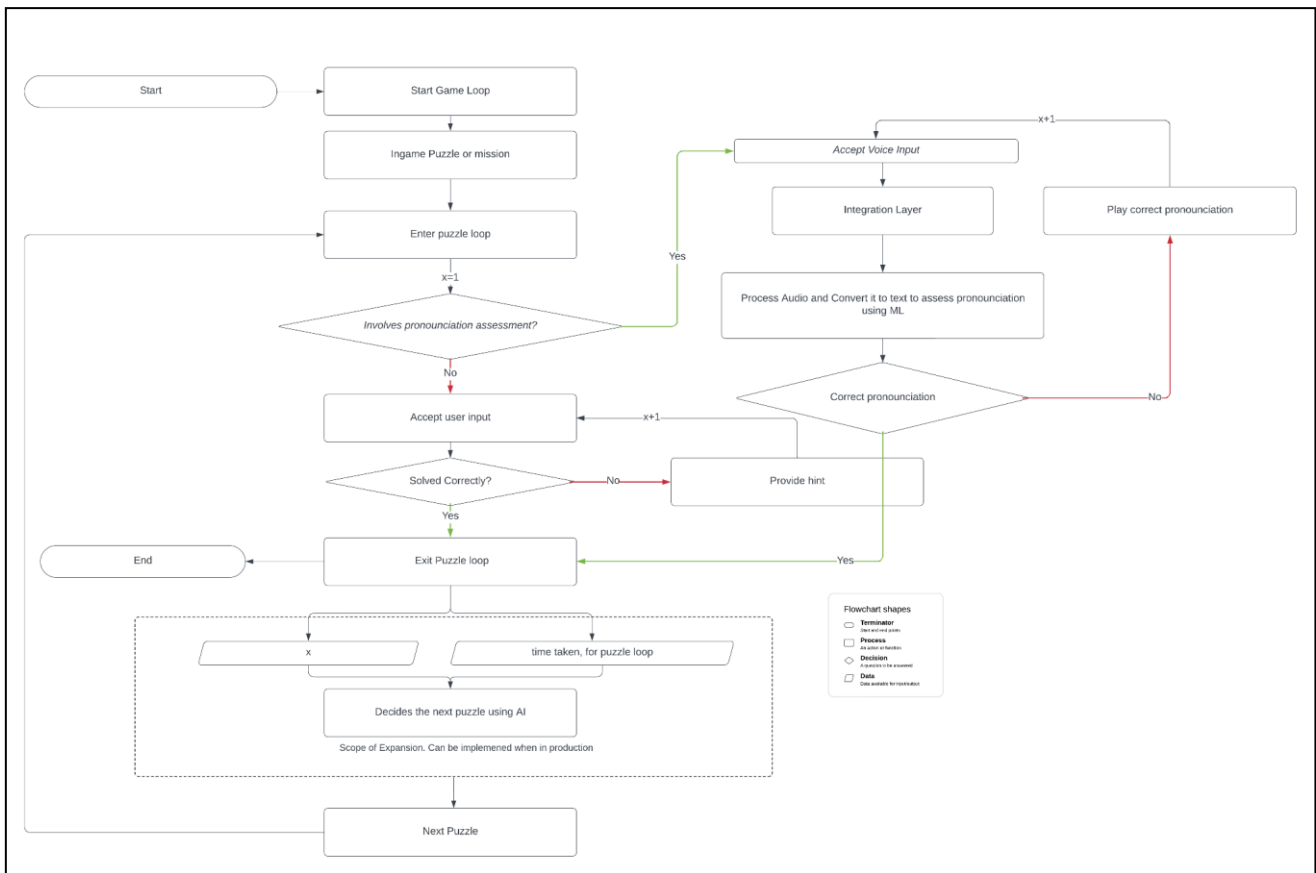 Start
Start Game Loop
Ingame Puzzle or mission
Enter puzzle loop
x=1
Involves pronounciation assessment?
Yes
No
Accept user input
x+1
Solved Correctly?
No
Provide hint
Yes
Exit Puzzle loop
End
x+1
Accept Voice Input
Integration Layer
Play correct pronounciation
Process Audio and Convert it to text to assess pronounciation
using ML
Correct pronounciation
No
Yes
x
time taken, for puzzle loop
Decides the next puzzle using AI
Scope of Expansion. Can be implemened when in production
Next Puzzle
Flowchart shapes
Terminator
Start and end points
Process
An action or function
Decision
A question to be answered
Data